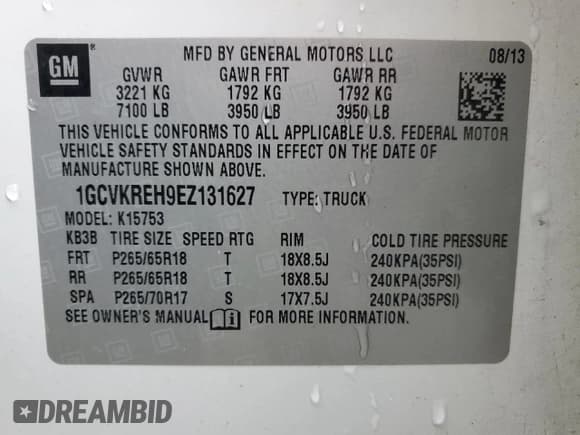 GM ® MFD BY GENERAL MOTORS LLC 08/13
GVWR GAWR FRT GAWR RR
3221 KG 1792 KG 1792 KG
7100 LB 3950 LB 3950 LB
THIS VEHICLE CONFORMS TO ALL APPLICABLE U.S. FEDERAL MOTOR
VEHICLE SAFETY STANDARDS IN EFFECT ON THE DATE OF
MANUFACTURE SHOWN ABOVE.
1GCVKREH9EZ131627 TYPE: TRUCK
MODEL: K15753
KB3B TIRE SIZE SPEED RTG RIM COLD TIRE PRESSURE
FRT P265/65R18 T 18X8.5J 240KPA(35PSI)
RR P265/65R18 T 18X8.5J 240KPA(35PSI)
SPA P265/70R17 S 17X7.5J 240KPA(35PSI)
SEE OWNER'S MANUAL i FOR MORE INFORMATION.
DREAMBID